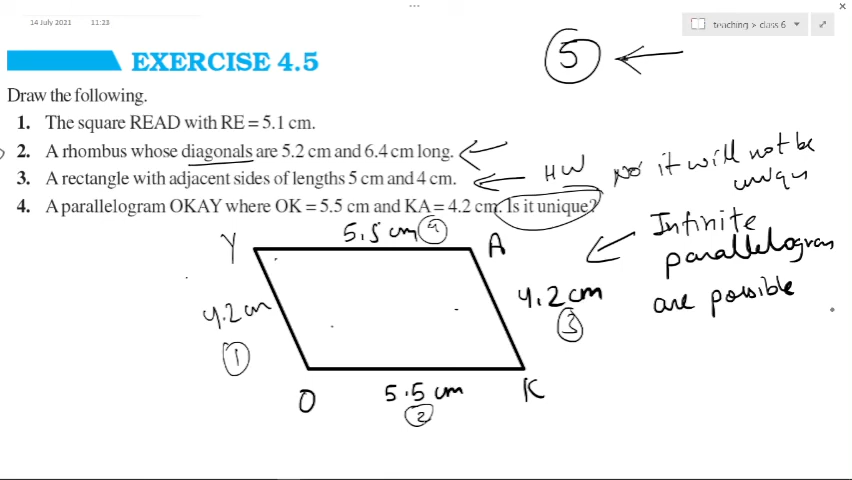 14 July 2021 11:23
teaching > class 6
EXERCISE 4.5
5
Draw the following.
1. The square READ with RE = 5.1 cm.
2. A rhombus whose diagonals are 5.2 cm and 6.4 cm long.
3. A rectangle with adjacent sides of lengths 5 cm and 4 cm.
HW
4. A parallelogram OKAY where OK = 5.5 cm and KA = 4.2 cm. Is it unique?
No it will not be
unique
Infinite
parallelogram
are possible
5.5 cm 4
Y
A
4.2 cm
1
4.2 cm
3
O
5.5 cm
2
K